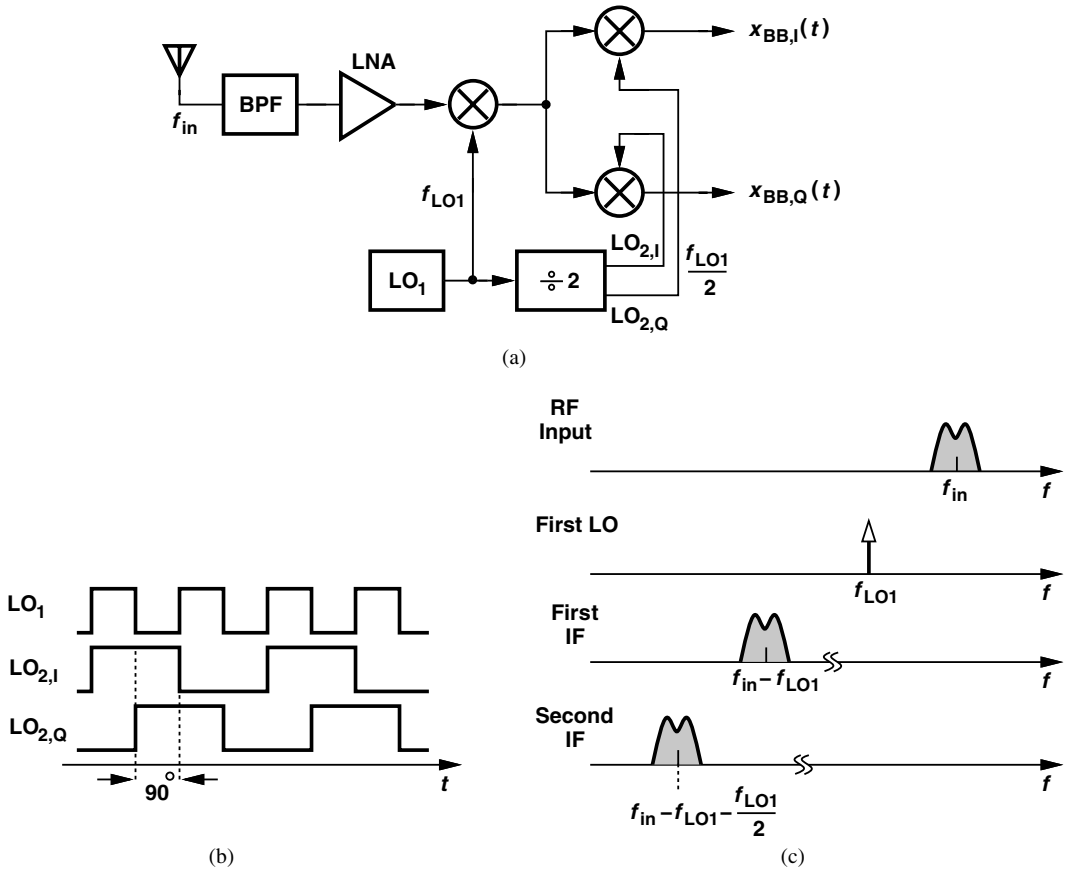 LNA
BPF
f_in
x_BB,I(t)
f_LO1
x_BB,Q(t)
LO_2,I
LO_1
÷2
f_LO1
2
LO_2,Q
(a)
RF
Input
f_in
f
First LO
f_LO1
f
First
IF
f_in – f_LO1
f
Second
IF
f
f_in – f_LO1 – f_LO1
2
(c)
LO_1
LO_2,I
LO_2,Q
90°
t
(b)